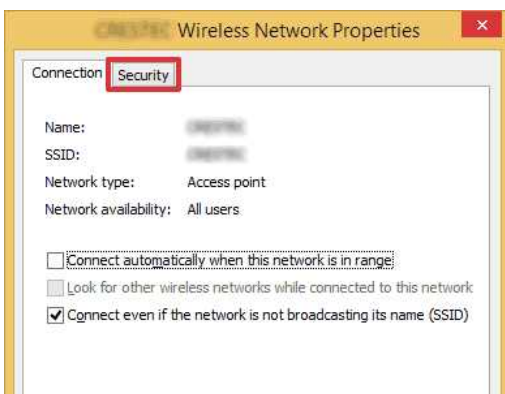 Wireless Network Properties
Connection Security
Name:
SSID:
Network type: Access point
Network availability: All users
Connect automatically when this network is in range
Look for other wireless networks while connected to this network
Connect even if the network is not broadcasting its name (SSID)